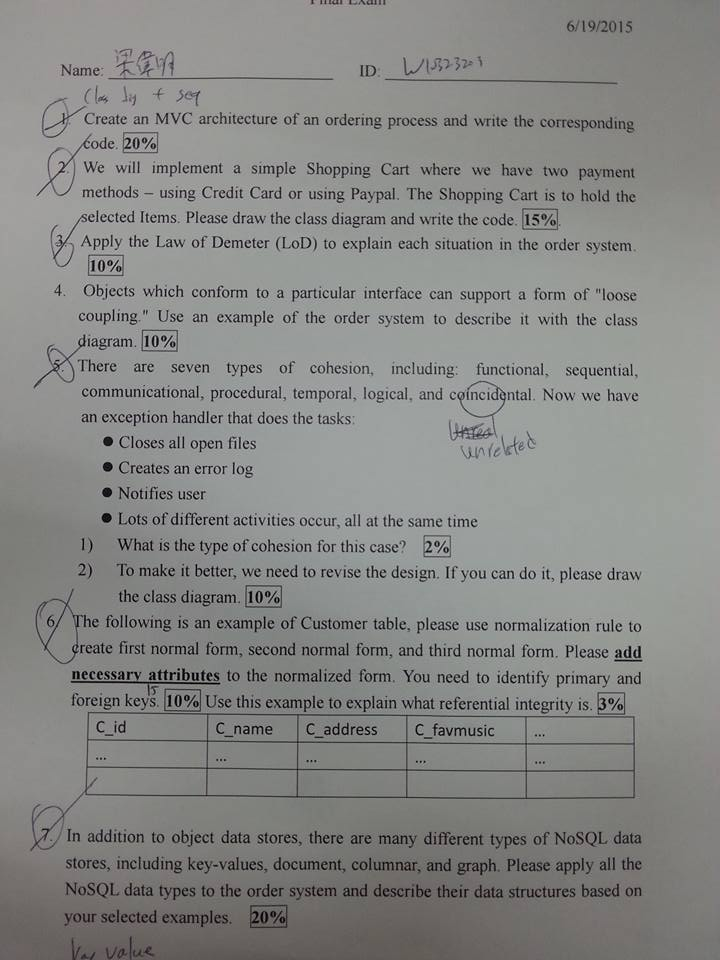 Final Exam
6/19/2015
Name: 梁偉明 ID: W10323203
Class dig + seq
1. Create an MVC architecture of an ordering process and write the corresponding
code. 20%
2. We will implement a simple Shopping Cart where we have two payment
methods – using Credit Card or using Paypal. The Shopping Cart is to hold the
selected Items. Please draw the class diagram and write the code. 15%.
3. Apply the Law of Demeter (LoD) to explain each situation in the order system.
10%
4. Objects which conform to a particular interface can support a form of "loose
coupling." Use an example of the order system to describe it with the class
diagram. 10%
5. There are seven types of cohesion, including: functional, sequential,
communicational, procedural, temporal, logical, and coincidental. Now we have
an exception handler that does the tasks:
unrelated
● Closes all open files
● Creates an error log
● Notifies user
● Lots of different activities occur, all at the same time
1) What is the type of cohesion for this case? 2%
2) To make it better, we need to revise the design. If you can do it, please draw
the class diagram. 10%
6. The following is an example of Customer table, please use normalization rule to
create first normal form, second normal form, and third normal form. Please add
necessary attributes to the normalized form. You need to identify primary and
15
foreign keys. 10% Use this example to explain what referential integrity is. 3%
C_id C_name C_address C_favmusic ...
... ... ... ... ...
7. In addition to object data stores, there are many different types of NoSQL data
stores, including key-values, document, columnar, and graph. Please apply all the
NoSQL data types to the order system and describe their data structures based on
your selected examples. 20%
key value